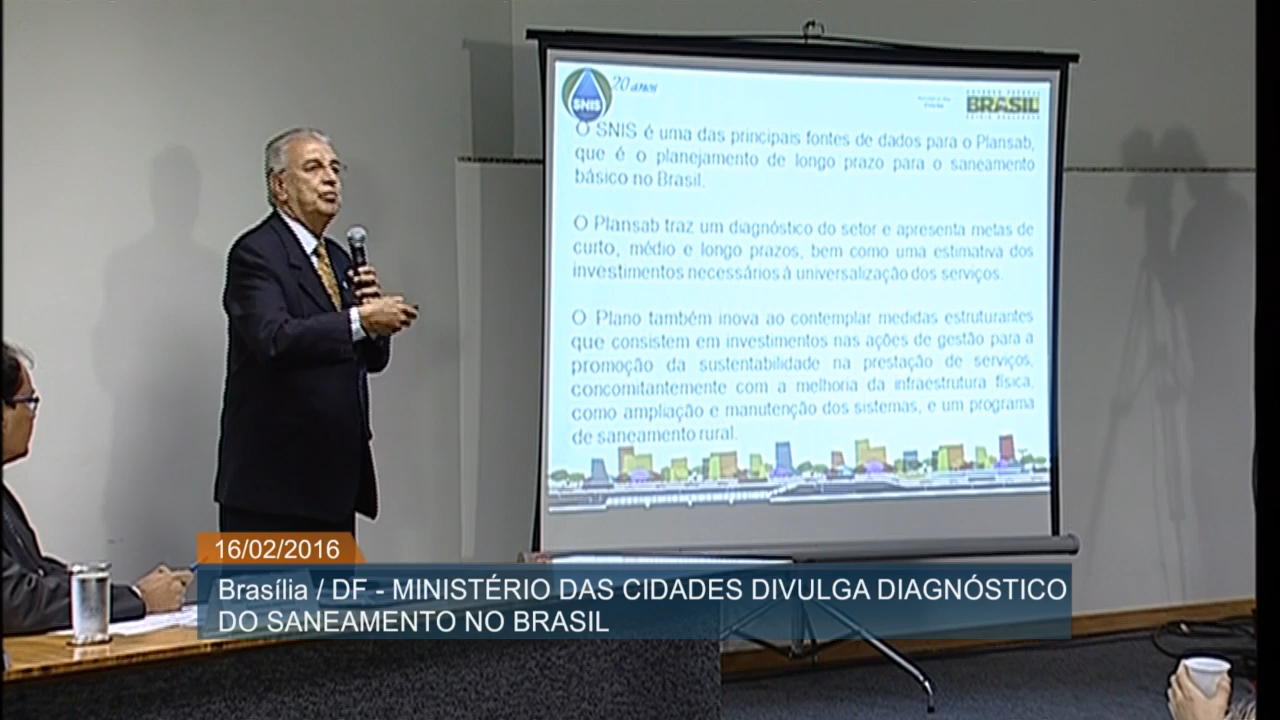 20 anos
SNIS
BRASIL
O SNIS é uma das principais fontes de dados para o Plansab,
que é o planejamento de longo prazo para o saneamento
básico no Brasil.
O Plansab traz um diagnóstico do setor e apresenta metas de
curto, médio e longo prazos, bem como uma estimativa dos
investimentos necessários à universalização dos serviços.
O Plano também inova ao contemplar medidas estruturantes
que consistem em investimentos nas ações de gestão para a
promoção da sustentabilidade na prestação de serviços,
concomitantemente com a melhoria da infraestrutura física,
como ampliação e manutenção dos sistemas, e um programa
de saneamento rural.
16/02/2016
Brasília / DF - MINISTÉRIO DAS CIDADES DIVULGA DIAGNÓSTICO
DO SANEAMENTO NO BRASIL